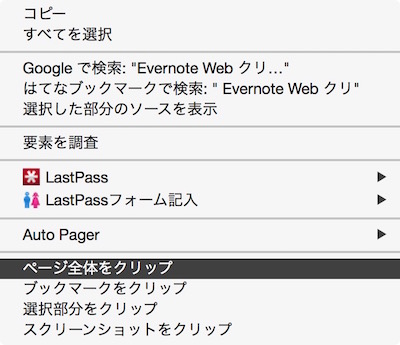 コピー
すべてを選択
Google で検索: "Evernote Web クリ…"
はてなブックマークで検索: " Evernote Web クリ"
選択した部分のソースを表示
要素を調査
LastPass
LastPassフォーム記入
Auto Pager
ページ全体をクリップ
ブックマークをクリップ
選択部分をクリップ
スクリーンショットをクリップ